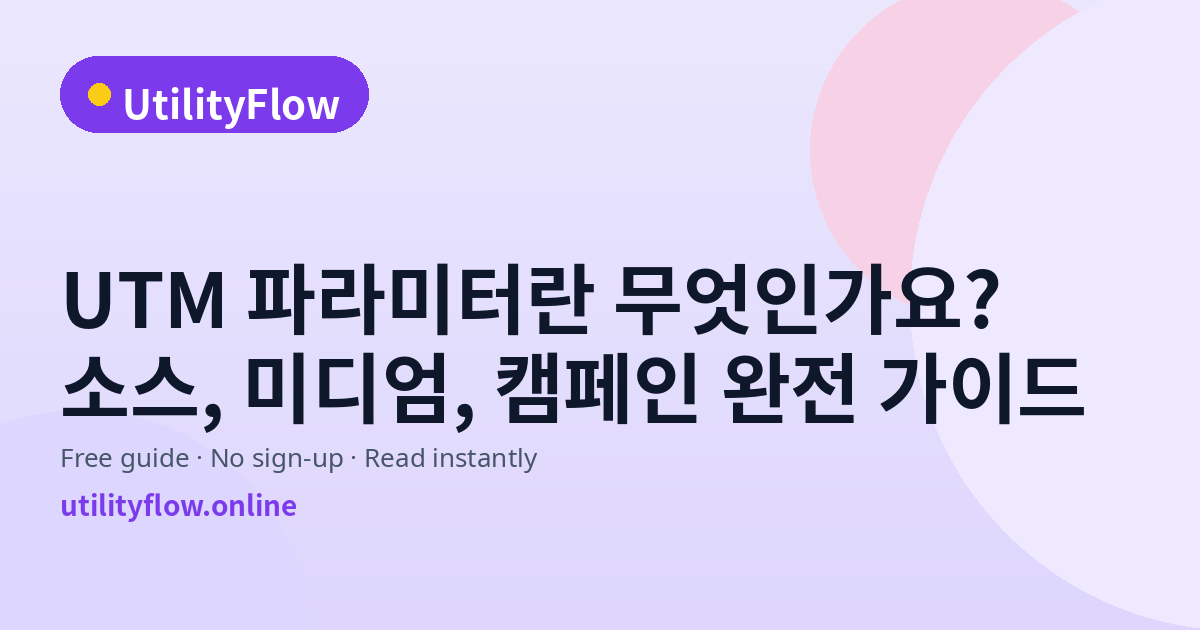 UtilityFlow
UTM 파라미터란 무엇인가요?
소스, 미디엄, 캠페인 완전 가이드
Free guide · No sign-up · Read instantly
utilityflow.online